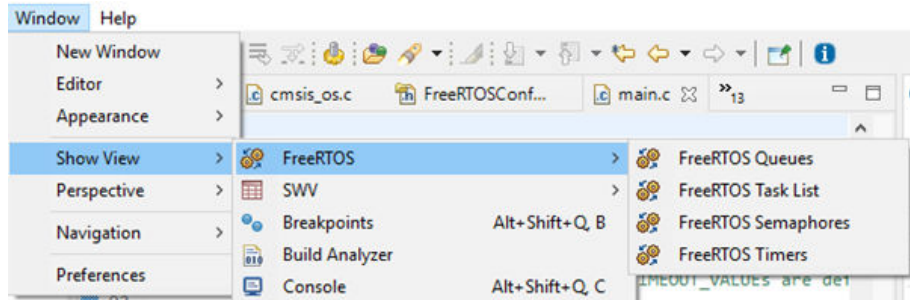 Window Help
New Window
Editor >
Appearance >
Show View >
Perspective >
Navigation >
Preferences
cmsis_os.c FreeRTOSConf... main.c »13
FreeRTOS >
SWV >
Breakpoints Alt+Shift+Q, B
Build Analyzer
Console Alt+Shift+Q, C
FreeRTOS Queues
FreeRTOS Task List
FreeRTOS Semaphores
FreeRTOS Timers
IMEOUT_VALUEs are def